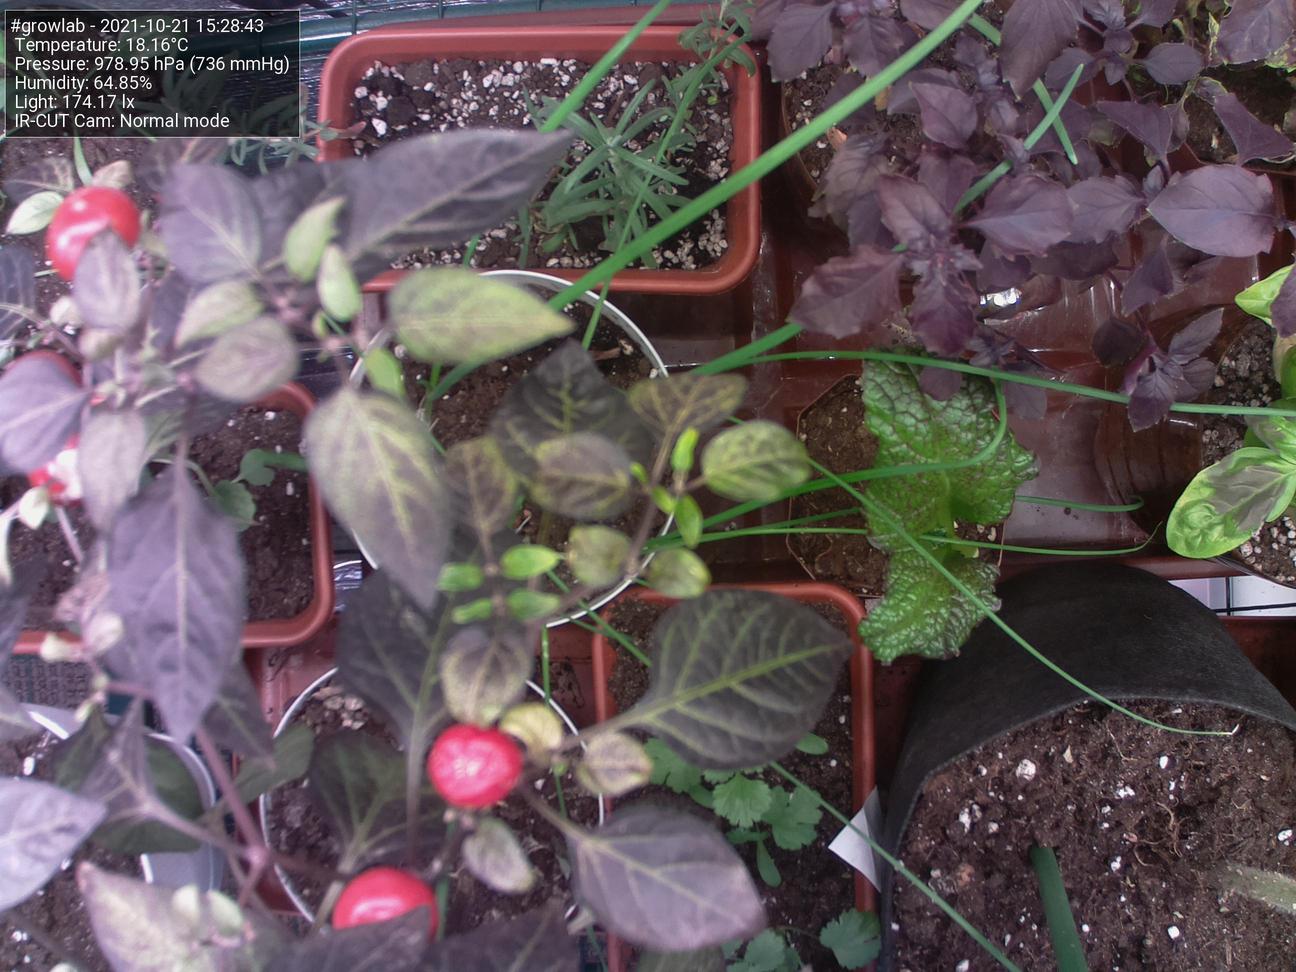 #growlab - 2021-10-21 15:28:43
Temperature: 18.16°C
Pressure: 978.95 hPa (736 mmHg)
Humidity: 64.85%
Light: 174.17 lx
IR-CUT Cam: Normal mode